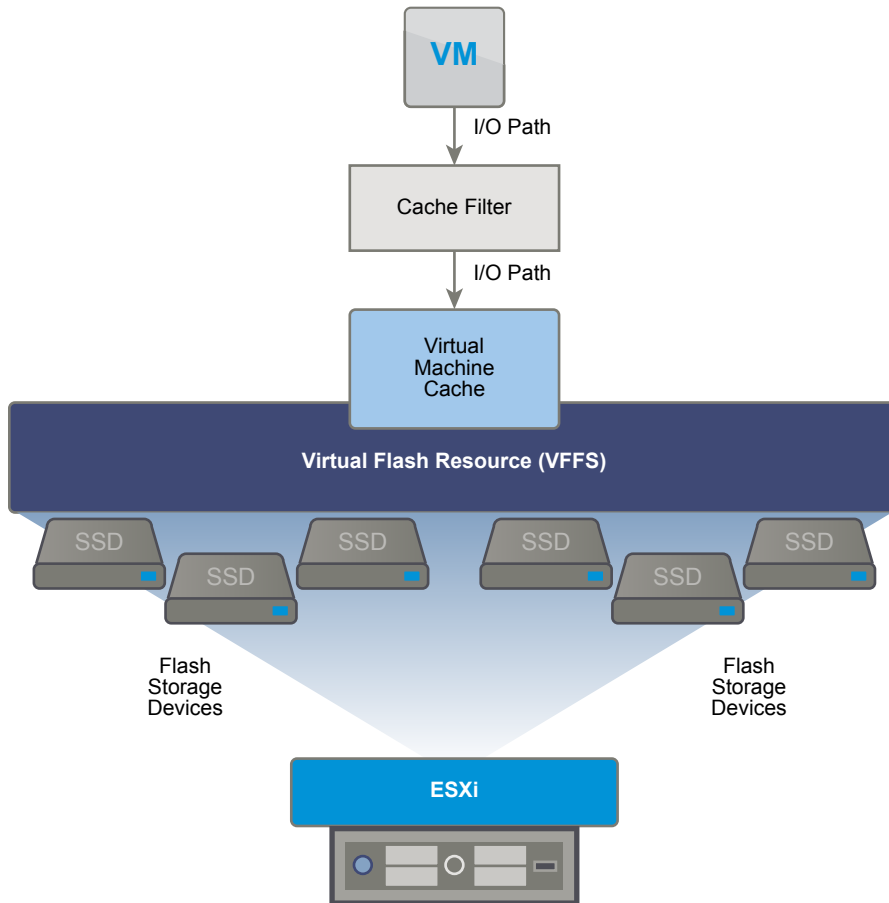 VM
I/O Path
Cache Filter
I/O Path
Virtual
Machine
Cache
Virtual Flash Resource (VFFS)
SSD
SSD
SSD
SSD
SSD
SSD
Flash
Storage
Devices
Flash
Storage
Devices
ESXi